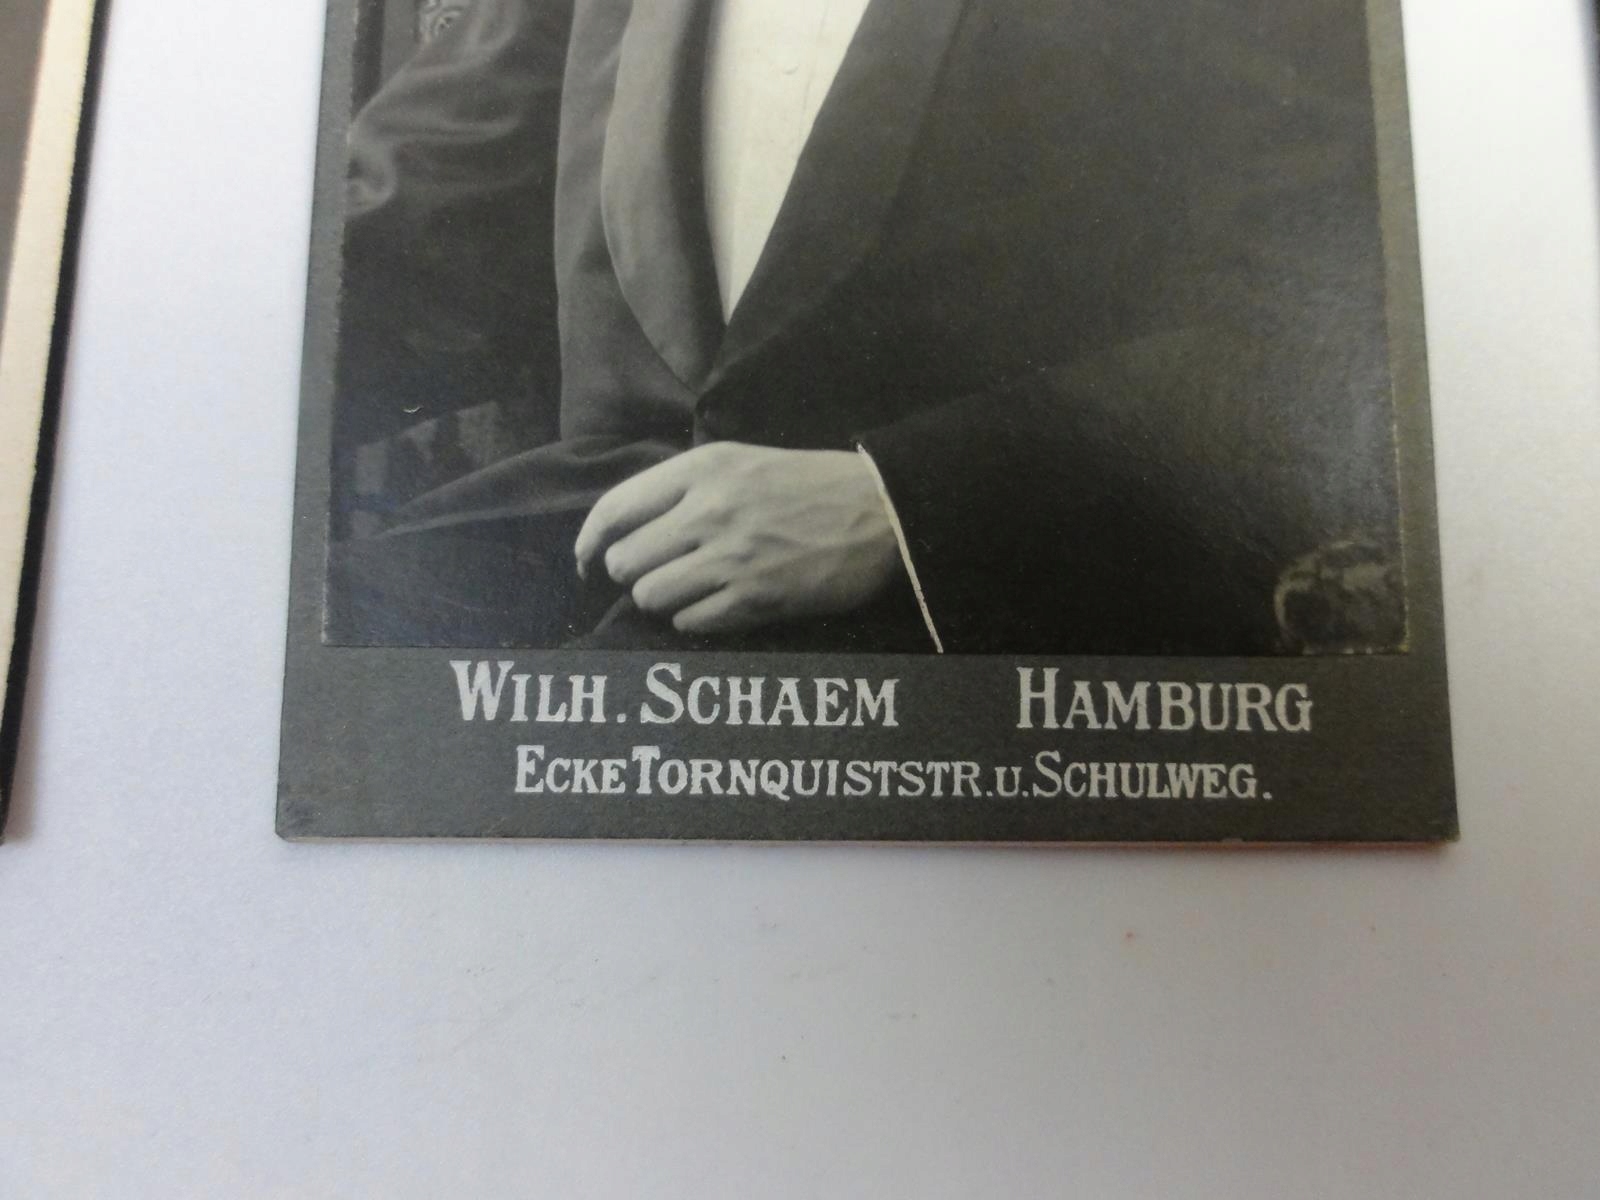 WILH. SCHAEM HAMBURG
ECKE TORNQUISTSTR. U. SCHULWEG.